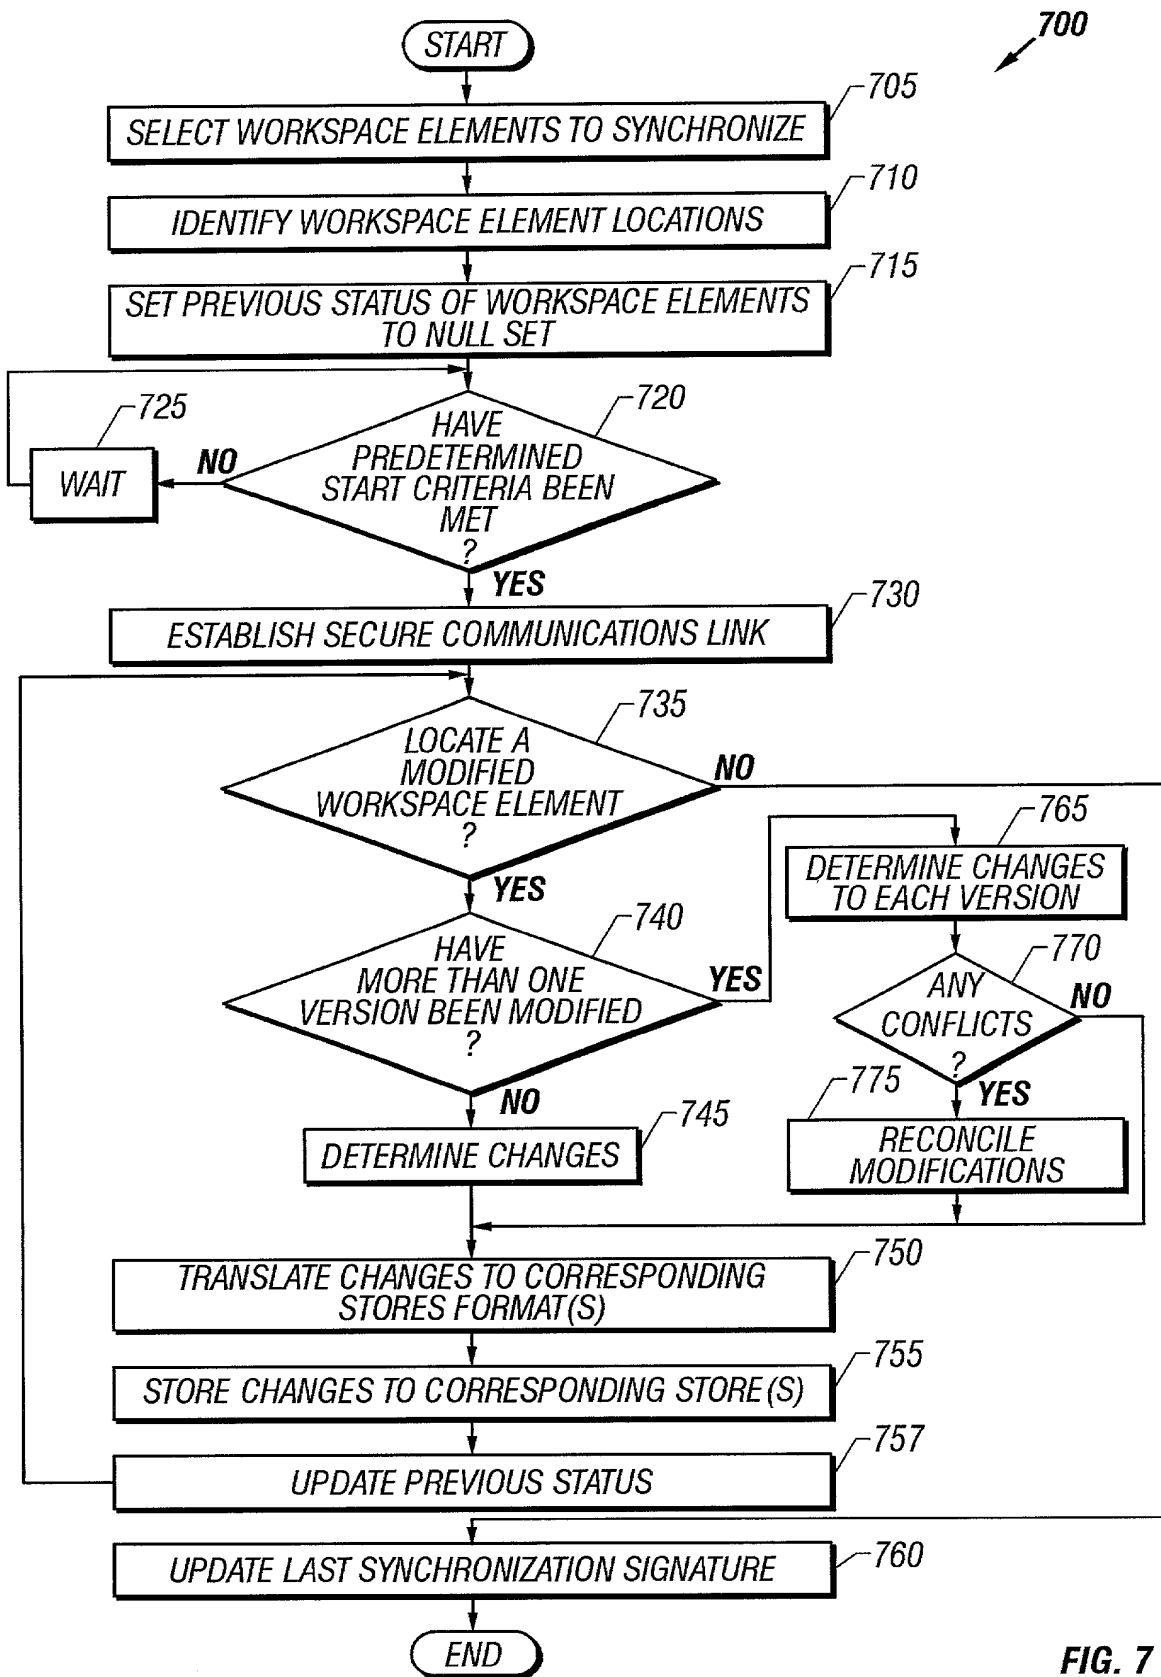 700
START
705
SELECT WORKSPACE ELEMENTS TO SYNCHRONIZE
710
IDENTIFY WORKSPACE ELEMENT LOCATIONS
715
SET PREVIOUS STATUS OF WORKSPACE ELEMENTS
TO NULL SET
720
725
HAVE
PREDETERMINED
START CRITERIA BEEN
MET
?
NO
WAIT
YES
730
ESTABLISH SECURE COMMUNICATIONS LINK
735
LOCATE A
MODIFIED
WORKSPACE ELEMENT
?
NO
YES
765
DETERMINE CHANGES
TO EACH VERSION
740
HAVE
MORE THAN ONE
VERSION BEEN MODIFIED
?
YES
NO
770
ANY
CONFLICTS
?
NO
YES
775
RECONCILE
MODIFICATIONS
745
DETERMINE CHANGES
750
TRANSLATE CHANGES TO CORRESPONDING
STORES FORMAT(S)
755
STORE CHANGES TO CORRESPONDING STORE(S)
757
UPDATE PREVIOUS STATUS
760
UPDATE LAST SYNCHRONIZATION SIGNATURE
END
FIG. 7